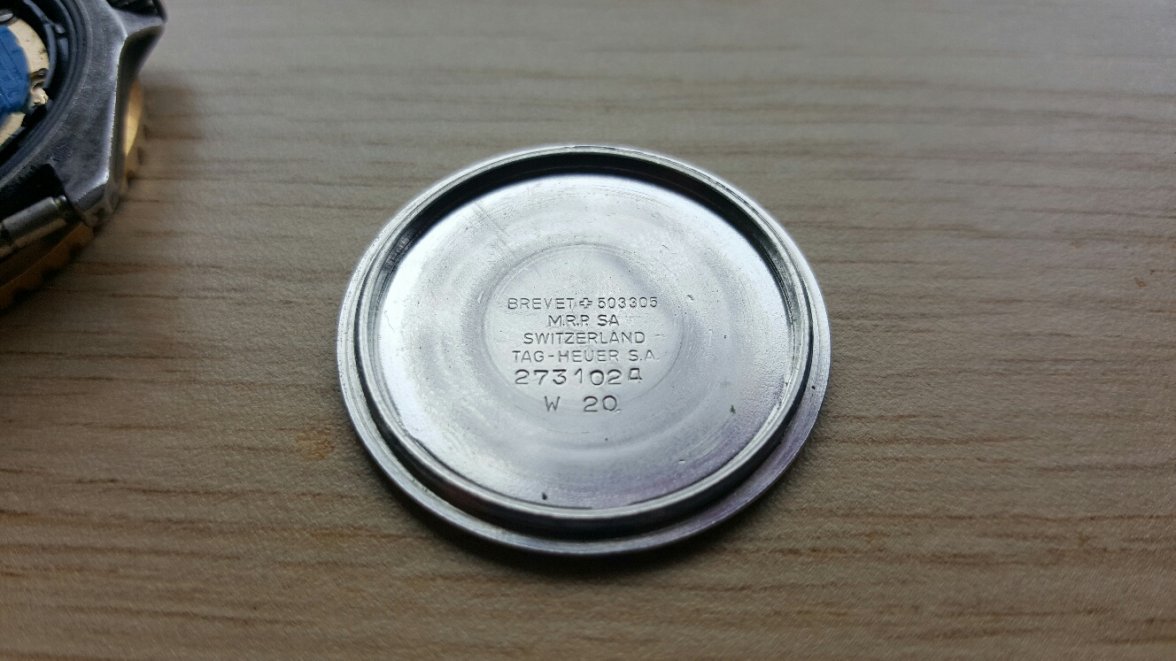 BREVET ✚ 503305
M.R.P. SA
SWITZERLAND
TAG-HEUER S.A.
2731024
W 20